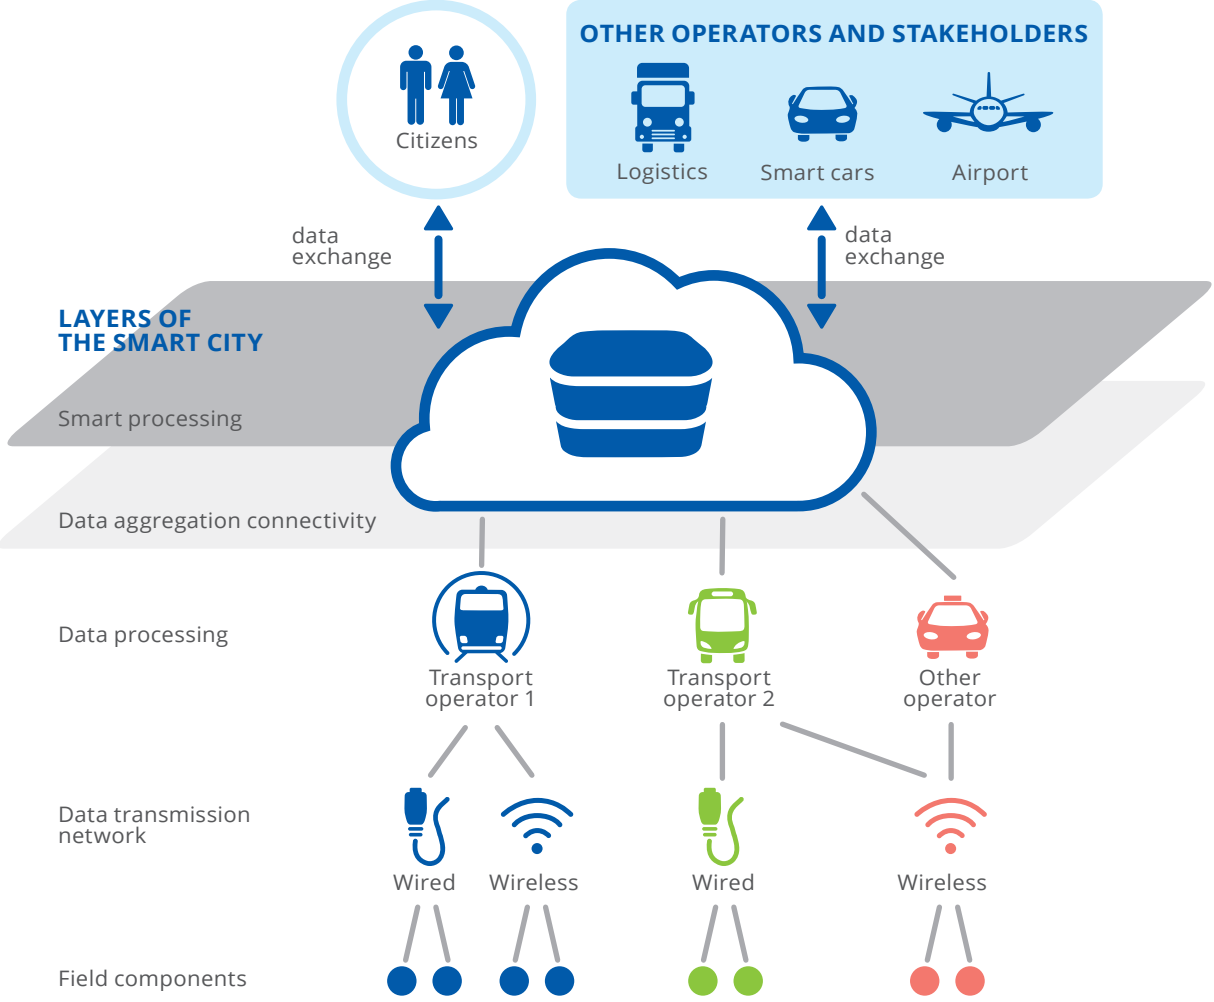 OTHER OPERATORS AND STAKEHOLDERS
Citizens
Logistics
Smart cars
Airport
data
exchange
data
exchange
LAYERS OF
THE SMART CITY
Smart processing
Data aggregation connectivity
Data processing
Transport
operator 1
Transport
operator 2
Other
operator
Data transmission
network
Wired
Wireless
Wired
Wireless
Field components